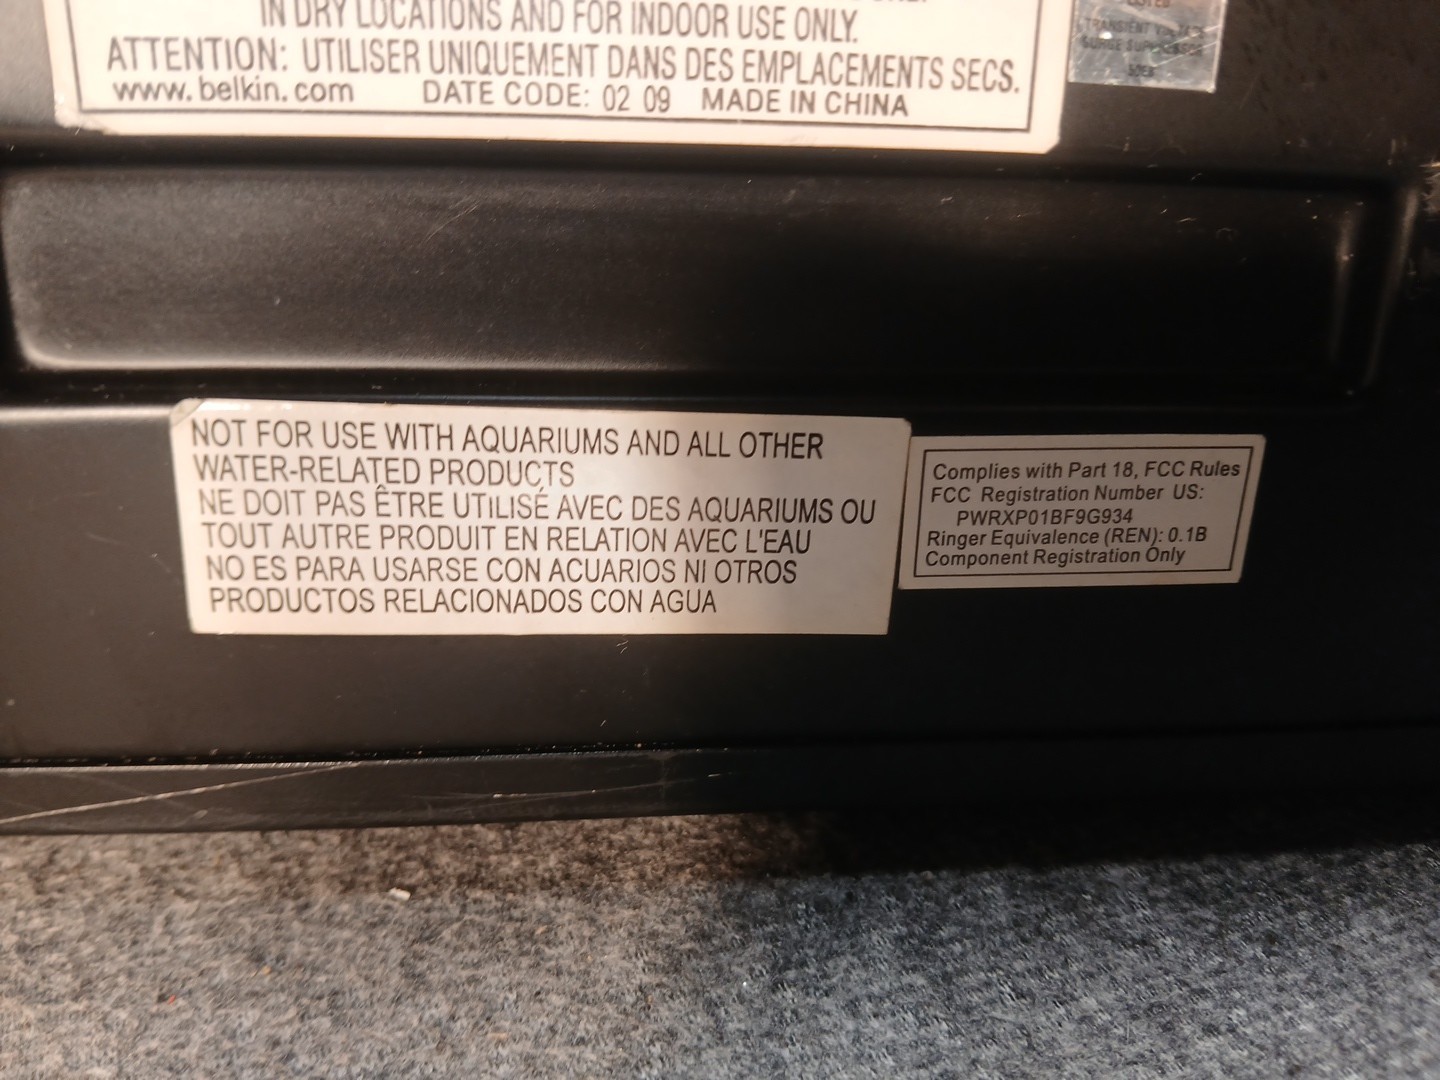 IN DRY LOCATIONS AND FOR INDOOR USE ONLY.
ATTENTION: UTILISER UNIQUEMENT DANS DES EMPLACEMENTS SECS.
www.belkin.com DATE CODE: 02 09 MADE IN CHINA
TRANSIENT
SURGE SUPPRESSOR
NOT FOR USE WITH AQUARIUMS AND ALL OTHER
WATER-RELATED PRODUCTS
NE DOIT PAS ÊTRE UTILISÉ AVEC DES AQUARIUMS OU
TOUT AUTRE PRODUIT EN RELATION AVEC L'EAU
NO ES PARA USARSE CON ACUARIOS NI OTROS
PRODUCTOS RELACIONADOS CON AGUA
Complies with Part 18, FCC Rules
FCC Registration Number US:
PWRXP01BF9G934
Ringer Equivalence (REN): 0.1B
Component Registration Only